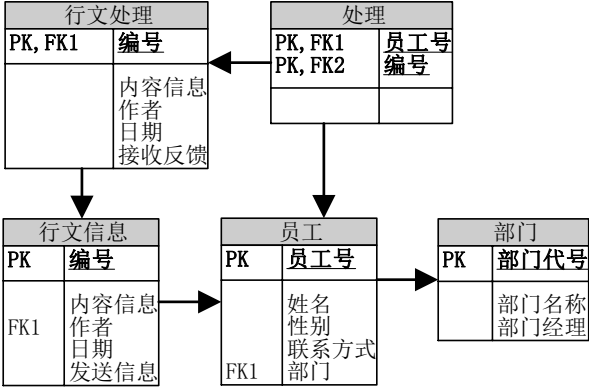 行文处理
PK,FK1 编号
内容信息
作者
日期
接收反馈
处理
PK,FK1 员工号
PK,FK2 编号
行文信息
PK 编号
内容信息
FK1 作者
日期
发送信息
员工
PK 员工号
姓名
性别
联系方式
FK1 部门
部门
PK 部门代号
部门名称
部门经理